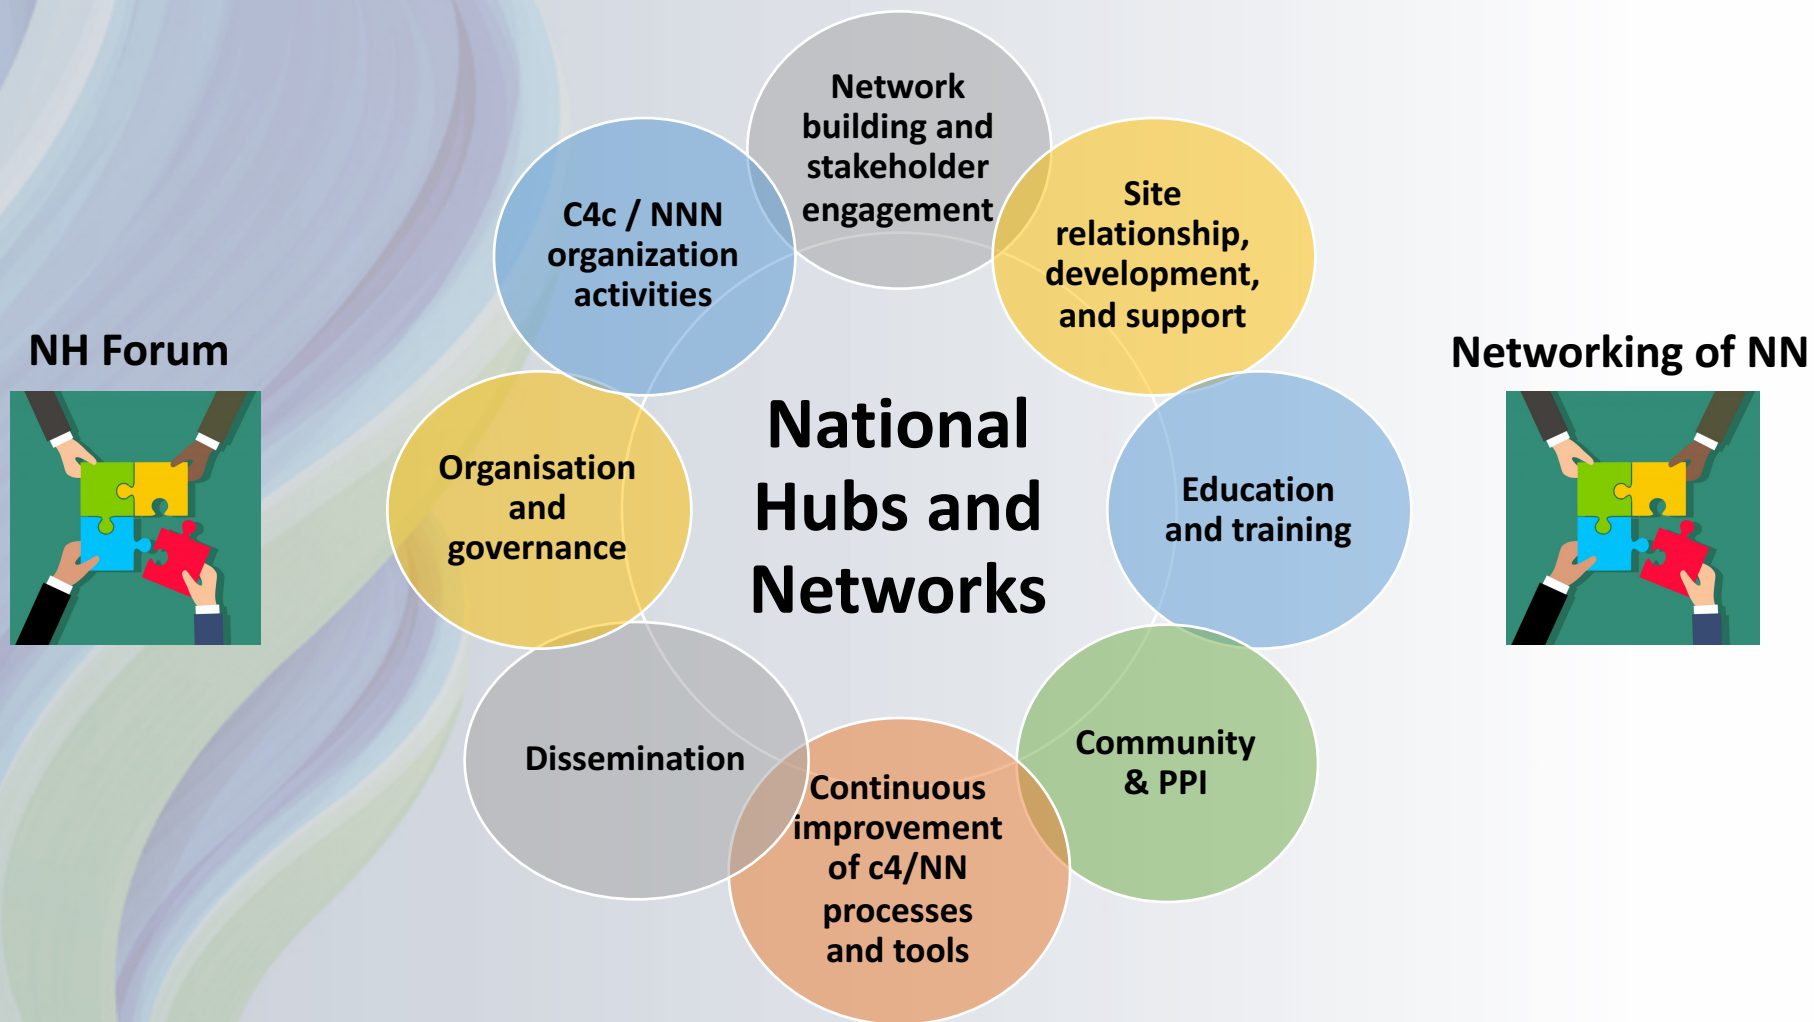 Network
building and
stakeholder
engagement
C4c / NNN
organization
activities
Site
relationship,
development,
and support
NH Forum
Networking of NN
National
Hubs and
Networks
Organisation
and
governance
Education
and training
Dissemination
Community
& PPI
Continuous
improvement
of c4/NN
processes
and tools